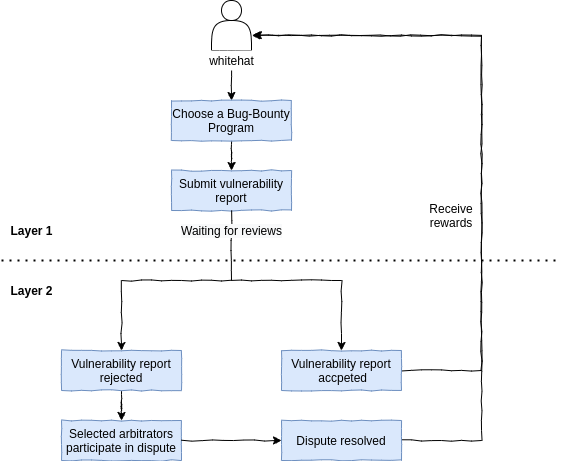 whitehat
Choose a Bug-Bounty
Program
Submit vulnerability
report
Waiting for reviews
Receive
rewards
Layer 1
Layer 2
Vulnerability report
rejected
Vulnerability report
accpeted
Selected arbitrators
participate in dispute
Dispute resolved